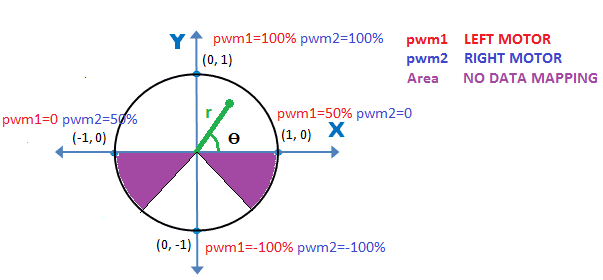 Y pwm1=100% pwm2=100% pwm1 LEFT MOTOR
(0, 1) pwm2 RIGHT MOTOR
Area NO DATA MAPPING
r
pwm1=0 pwm2=50% pwm1=50% pwm2=0
(-1, 0) θ (1, 0) X
(0, -1) pwm1=-100% pwm2=-100%